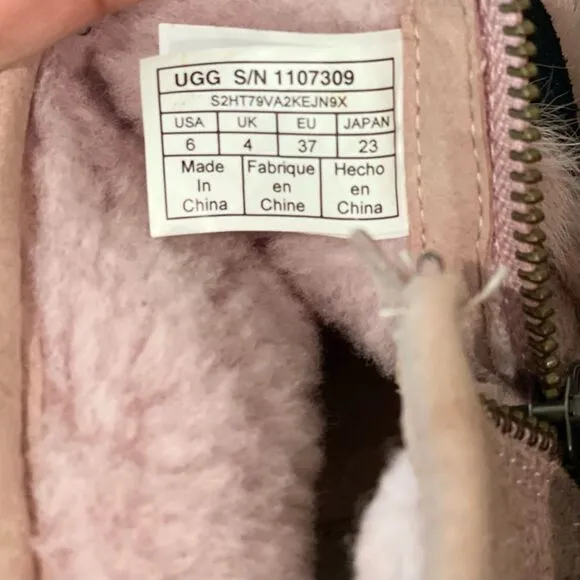 UGG S/N 1107309
S2HT79VA2KEJN9X
USA UK EU JAPAN
6 4 37 23
Made Fabrique Hecho
In en en
China Chine China